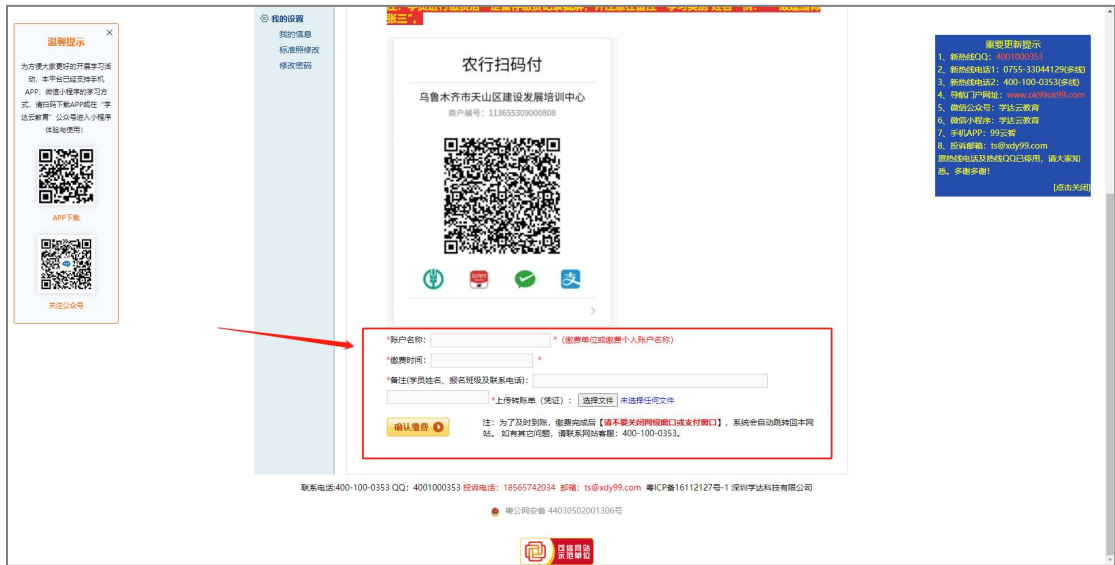 温馨提示
为方便大家更好的开展学习活
动，本平台已经支持手机
APP、微信小程序的学习方
式，请扫码下载APP或在“学
达云教育”公众号进入小程序
体验与使用！
APP下载
关注公众号
我的设置
我的信息
标准照修改
修改密码
张三”。
农行扫码付
乌鲁木齐市天山区建设发展培训中心
商户编号：113655309000808
*账户名称：
*（缴费单位或缴费个人账户名称）
*缴费时间：
*
*备注(学员姓名、报名班级及联系电话)：
*上传转账单（凭证）： 选择文件 未选择任何文件
确认缴费
注：为了及时到账，缴费完成后【请不要关闭网银窗口或支付窗口】，系统会自动跳转回本网
站。 如有其它问题，请联系网站客服：400-100-0353。
重要更新提示
1、新热线QQ：4001000353
2、新热线电话1：0755-33044129(多线)
3、新热线电话2：400-100-0353(多线)
4、导航门户网址：www.ok99ok99.com
5、微信公众号：学达云教育
6、微信小程序：学达云教育
7、手机APP：99云智
8、投诉邮箱：ts@xdy99.com
原热线电话及热线QQ已停用，请大家知
悉。多谢多谢！
[点击关闭]
联系电话:400-100-0353 QQ：4001000353 投诉电话：18565742034 邮箱：ts@xdy99.com 粤ICP备16112127号-1 深圳学达科技有限公司
粤公网安备 44030502001306号
可信网站
示范单位